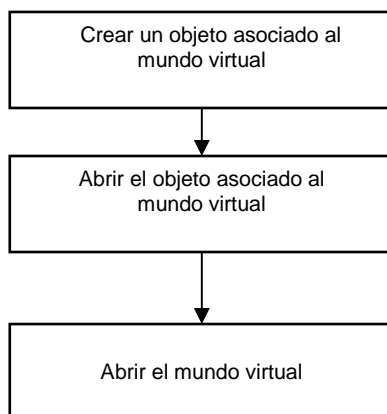 Crear un objeto asociado al
mundo virtual
Abrir el objeto asociado al
mundo virtual
Abrir el mundo virtual